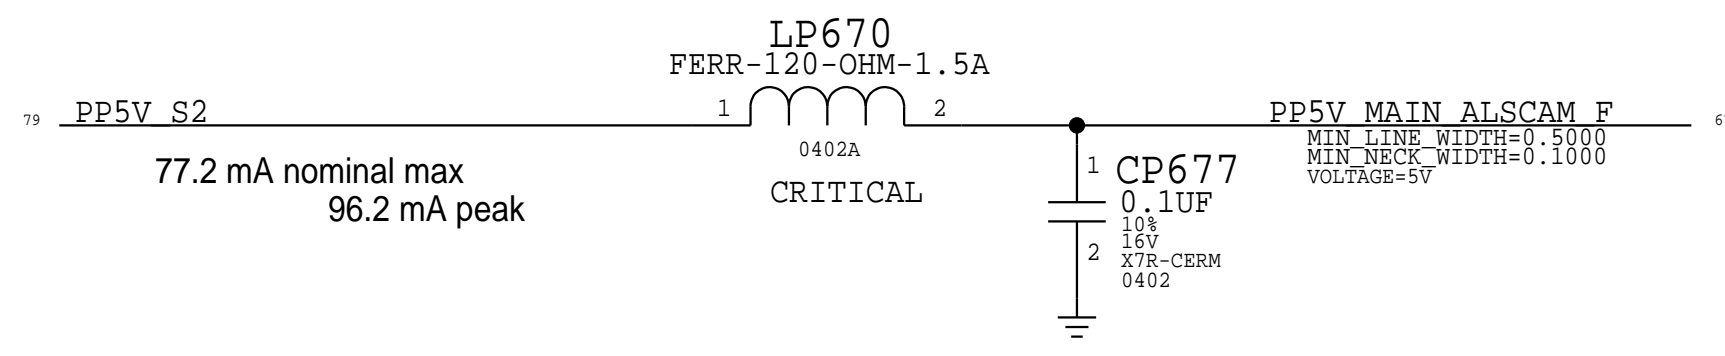 LP670
FERR-120-OHM-1.5A
79 PP5V_S2 1 2 PP5V_MAIN_ALSCAM_F
0402A
CRITICAL
77.2 mA nominal max
96.2 mA peak
1 CP677
0.1UF
10%
16V
2 X7R-CERM
0402
MIN_LINE_WIDTH=0.5000
MIN_NECK_WIDTH=0.1000
VOLTAGE=5V